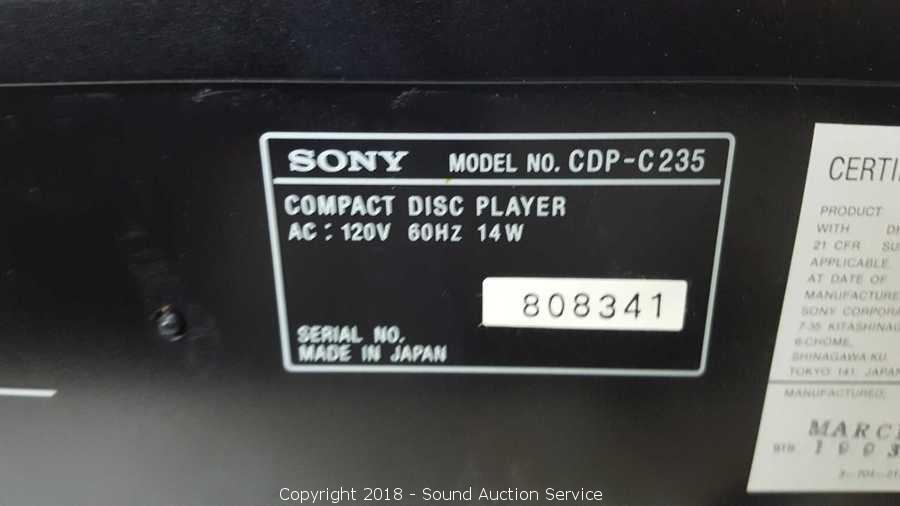 SONY MODEL NO. CDP-C235
COMPACT DISC PLAYER
AC: 120V 60HZ 14W
808341
SERIAL NO.
MADE IN JAPAN
CERTI
PRODUCT
WITH
21 CFR SU
APPLICABLE
AT DATE OF
MANUFACTURE
SONY CORPORA
7-35 KITASHINAG
6-CHOME,
SHINAGAWA-KU
TOKYO 141, JAPAN
MANUFACTURED;
MARC
1993
Copyright 2018 - Sound Auction Service